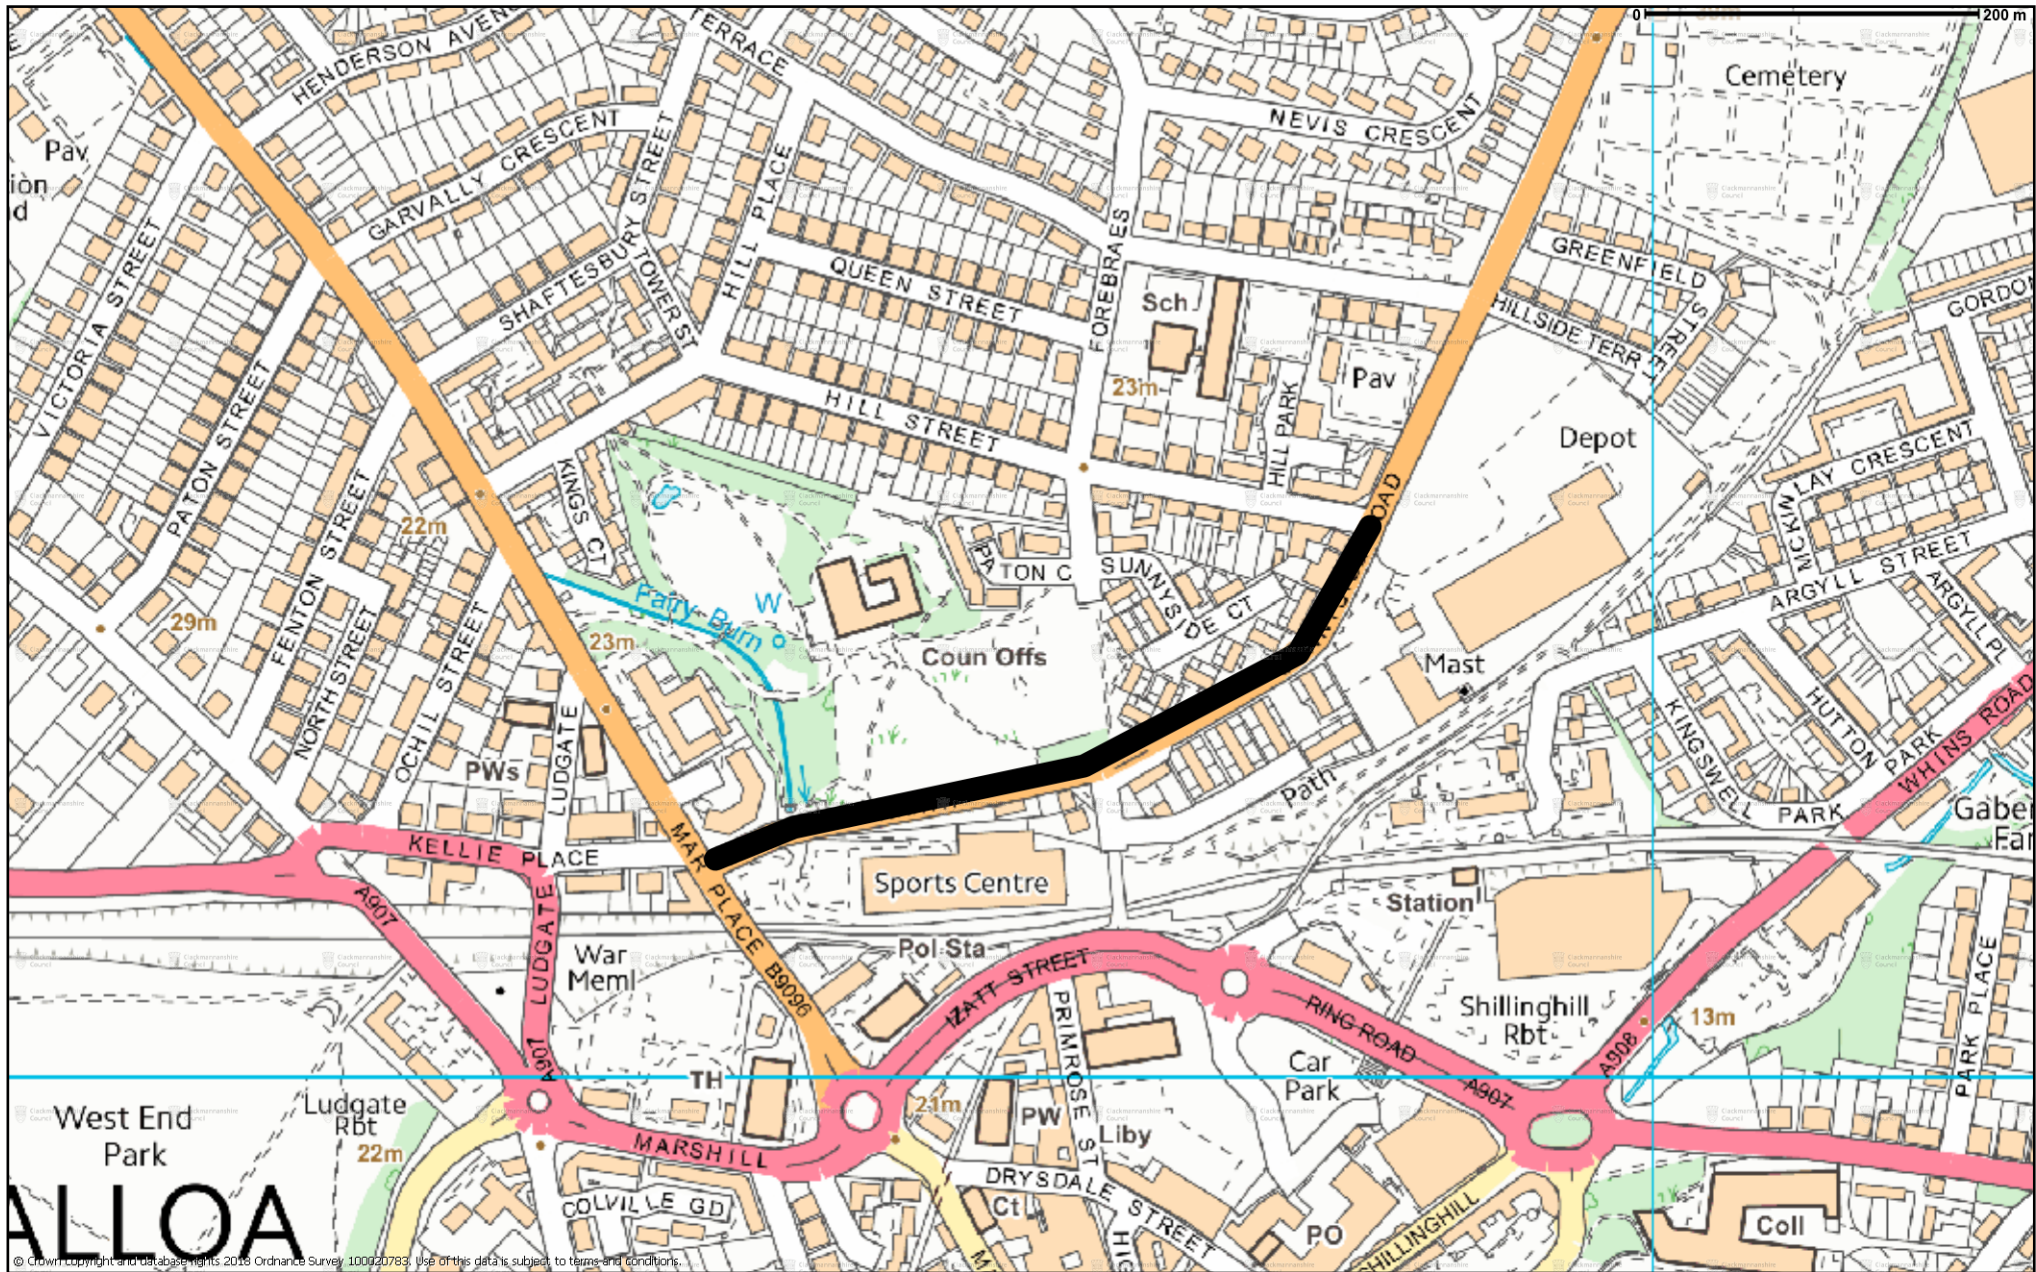 0 200 m
HENDERSON AVENU
ERRACE
Cemetery
NEVIS CRESCENT
Pav
ion
d
GARVALLY CRESCENT
HILL PLACE
VICTORIA STREET
SHAFTESBURY STREET
TOWER ST
QUEEN STREET
FOREBRAES
GREENFIELD STREET
HILLSIDE TERR
GORDON
Sch
23m
Pav
HILL PARK
PATON STREET
HILL STREET
Depot
MCKINLAY CRESCENT
KINGS CT
22m
FENTON STREET
ROAD
29m
NORTH STREET
OCHIL STREET
Fairy Burn
W
23m
PATON C
SUNNYSIDE CT
ARGYLL STREET
ARGYLL PL
Coun Offs
Mast
PWs
LUDGATE
KINGSWELL PARK
HUTTON PARK
WHINS ROAD
Path
Gaber
Fai
KELLIE PLACE
MAR PLACE B9096
Sports Centre
Station
A907
LUDGATE
A907
War
Meml
Pol Sta
IZATT STREET
RING ROAD
A907
Shillinghill
Rbt
A908
13m
PARK PLACE
PRIMROSE ST
Car
Park
TH
West End
Park
Ludgate
Rbt
22m
21m
PW
Liby
MARSHILL
DRYSDALE STREET
COLVILLE GD
Ct
PO
SHILLINGHILL
Coll
ALLOA
© Crown copyright and database rights 2018 Ordnance Survey 100020783. Use of this data is subject to terms and conditions.